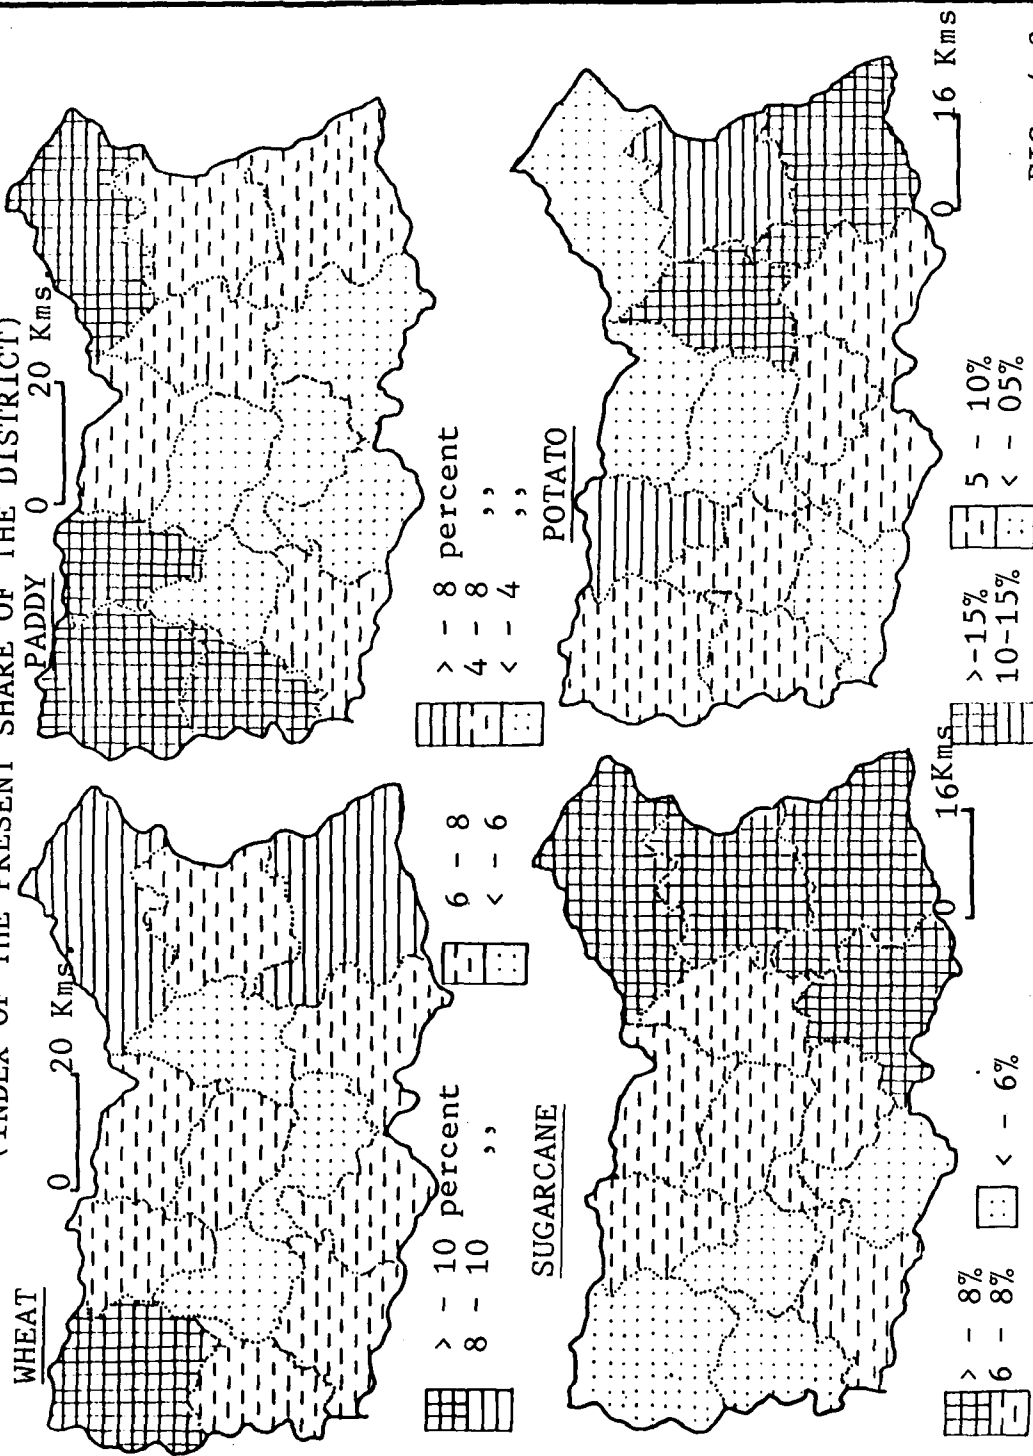 (INDEX OF THE PRESENT SHARE OF THE DISTRICT)
WHEAT
0 20 Kms
PADDY
0 20 Kms
> - 10 percent
8 - 10 ,,
6 - 8
< - 6
> - 8 percent
4 - 8 ,,
< - 4 ,,
SUGARCANE
POTATO
> - 8%
6 - 8%
< - 6%
0 16Kms
>-15%
10-15%
5 - 10%
< - 05%
0 16 Kms